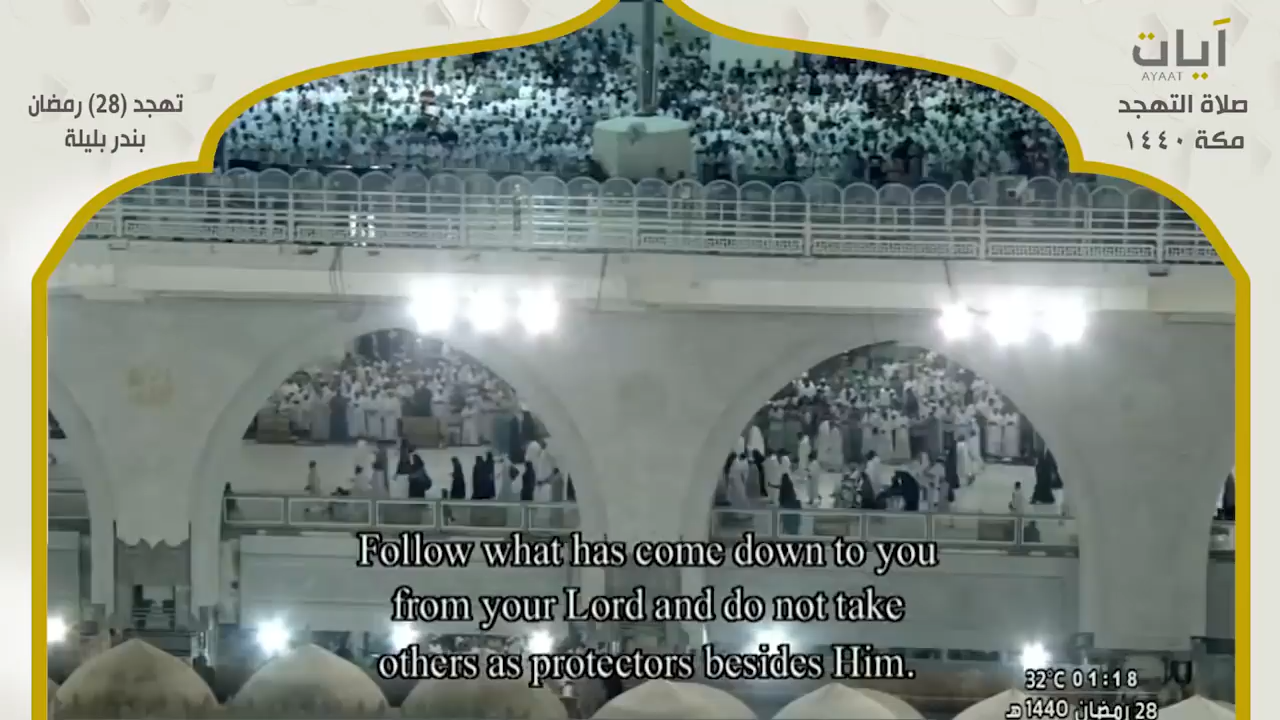 آيات
AYAAT
صلاة التهجد
مكة ١٤٤٠
تهجد (28) رمضان
بندر بليلة
Follow what has come down to you
from your Lord and do not take
others as protectors besides Him.
32°C 01:18
28 رمضان 1440هـ